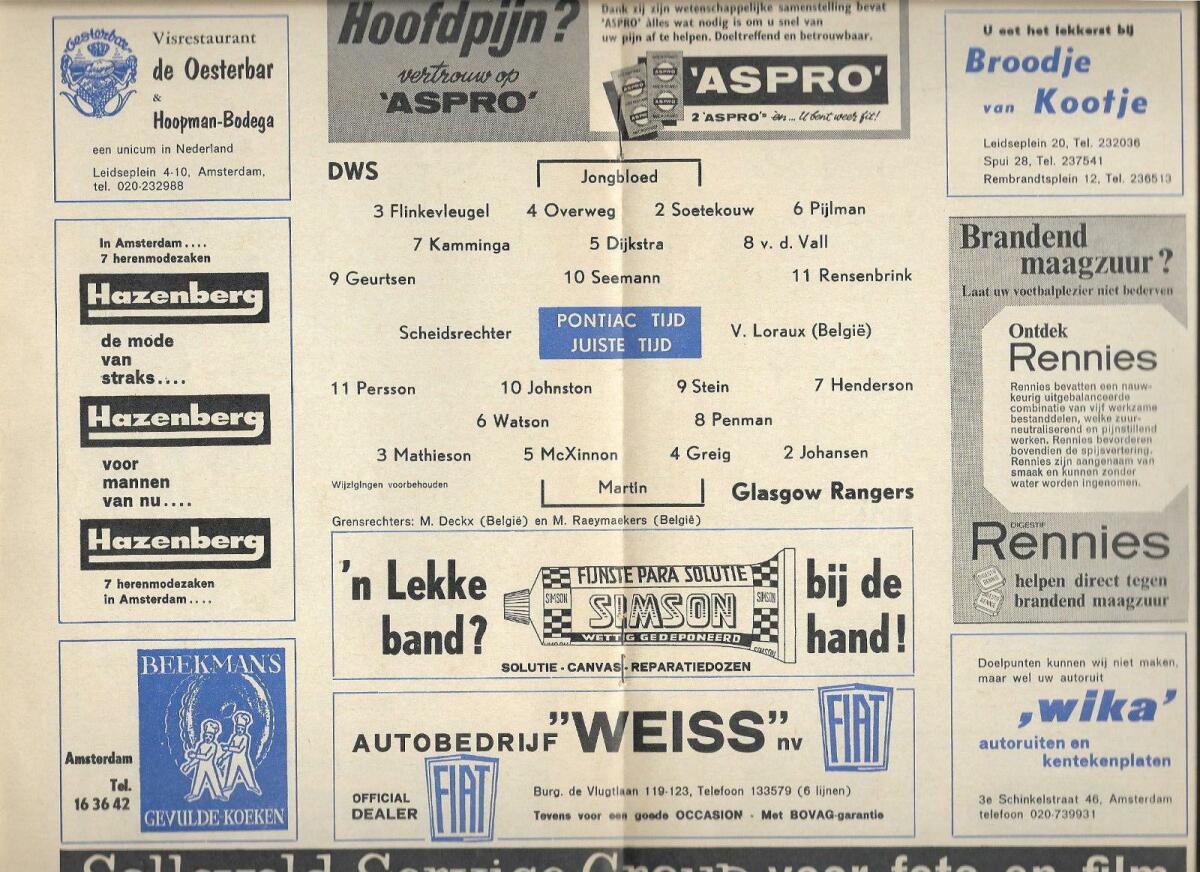 Oesterbar
Visrestaurant
de Oesterbar
&
Hoopman-Bodega
een unicum in Nederland
Leidseplein 4-10, Amsterdam,
tel. 020-232988
Hoofdpijn?
vertrouw op
'ASPRO'
Dank zij zijn wetenschappelijke samenstelling bevat
'ASPRO' àlles wat nodig is om u snel van
uw pijn af te helpen. Doeltreffend en betrouwbaar.
'ASPRO'
2 'ASPRO's èn... U bent weer fit!
U eet het lekkerst bij
Broodje
van Kootje
Leidseplein 20, Tel. 232036
Spui 28, Tel. 237541
Rembrandtsplein 12, Tel. 236513
In Amsterdam....
7 herenmodezaken
Hazenberg
de mode
van
straks....
Hazenberg
voor
mannen
van nu....
Hazenberg
7 herenmodezaken
in Amsterdam....
DWS
Jongbloed
3 Flinkevleugel 4 Overweg 2 Soetekouw 6 Pijlman
7 Kamminga 5 Dijkstra 8 v. d. Vall
9 Geurtsen 10 Seemann 11 Rensenbrink
Scheidsrechter PONTIAC TIJD V. Loraux (België)
JUISTE TIJD
11 Persson 10 Johnston 9 Stein 7 Henderson
6 Watson 8 Penman
3 Mathieson 5 McXinnon 4 Greig 2 Johansen
Wijzigingen voorbehouden
Martin
Glasgow Rangers
Grensrechters: M. Deckx (België) en M. Raeymaekers (België)
Brandend
maagzuur?
Laat uw voetbalplezier niet bederven
Ontdek
Rennies
Rennies bevatten een nauw-
keurig uitgebalanceerde
combinatie van vijf werkzame
bestanddelen, welke zuur-
neutraliserend en pijnstillend
werken. Rennies bevorderen
bovendien de spijsvertering.
Rennies zijn aangenaam van
smaak en kunnen zonder
water worden ingenomen.
DIGESTIF
Rennies
helpen direct tegen
brandend maagzuur
'n Lekke
band?
FIJNSTE PARA SOLUTIE
SIMSON
SIMSON
SIMSON
WETTIG GEDEPONEERD
bij de
hand!
SOLUTIE - CANVAS - REPARATIEDOZEN
BEEKMAN'S
GEVULDE-KOEKEN
Amsterdam
Tel.
16 36 42
AUTOBEDRIJF "WEISS" nv
FIAT
FIAT
OFFICIAL
DEALER
Burg. de Vlugtlaan 119-123, Telefoon 133579 (6 lijnen)
Tevens voor een goede OCCASION - Met BOVAG-garantie
Doelpunten kunnen wij niet maken,
maar wel uw autoruit
‚wika'
autoruiten en
kentekenplaten
3e Schinkelstraat 46, Amsterdam
telefoon 020-739931
voor foto en film